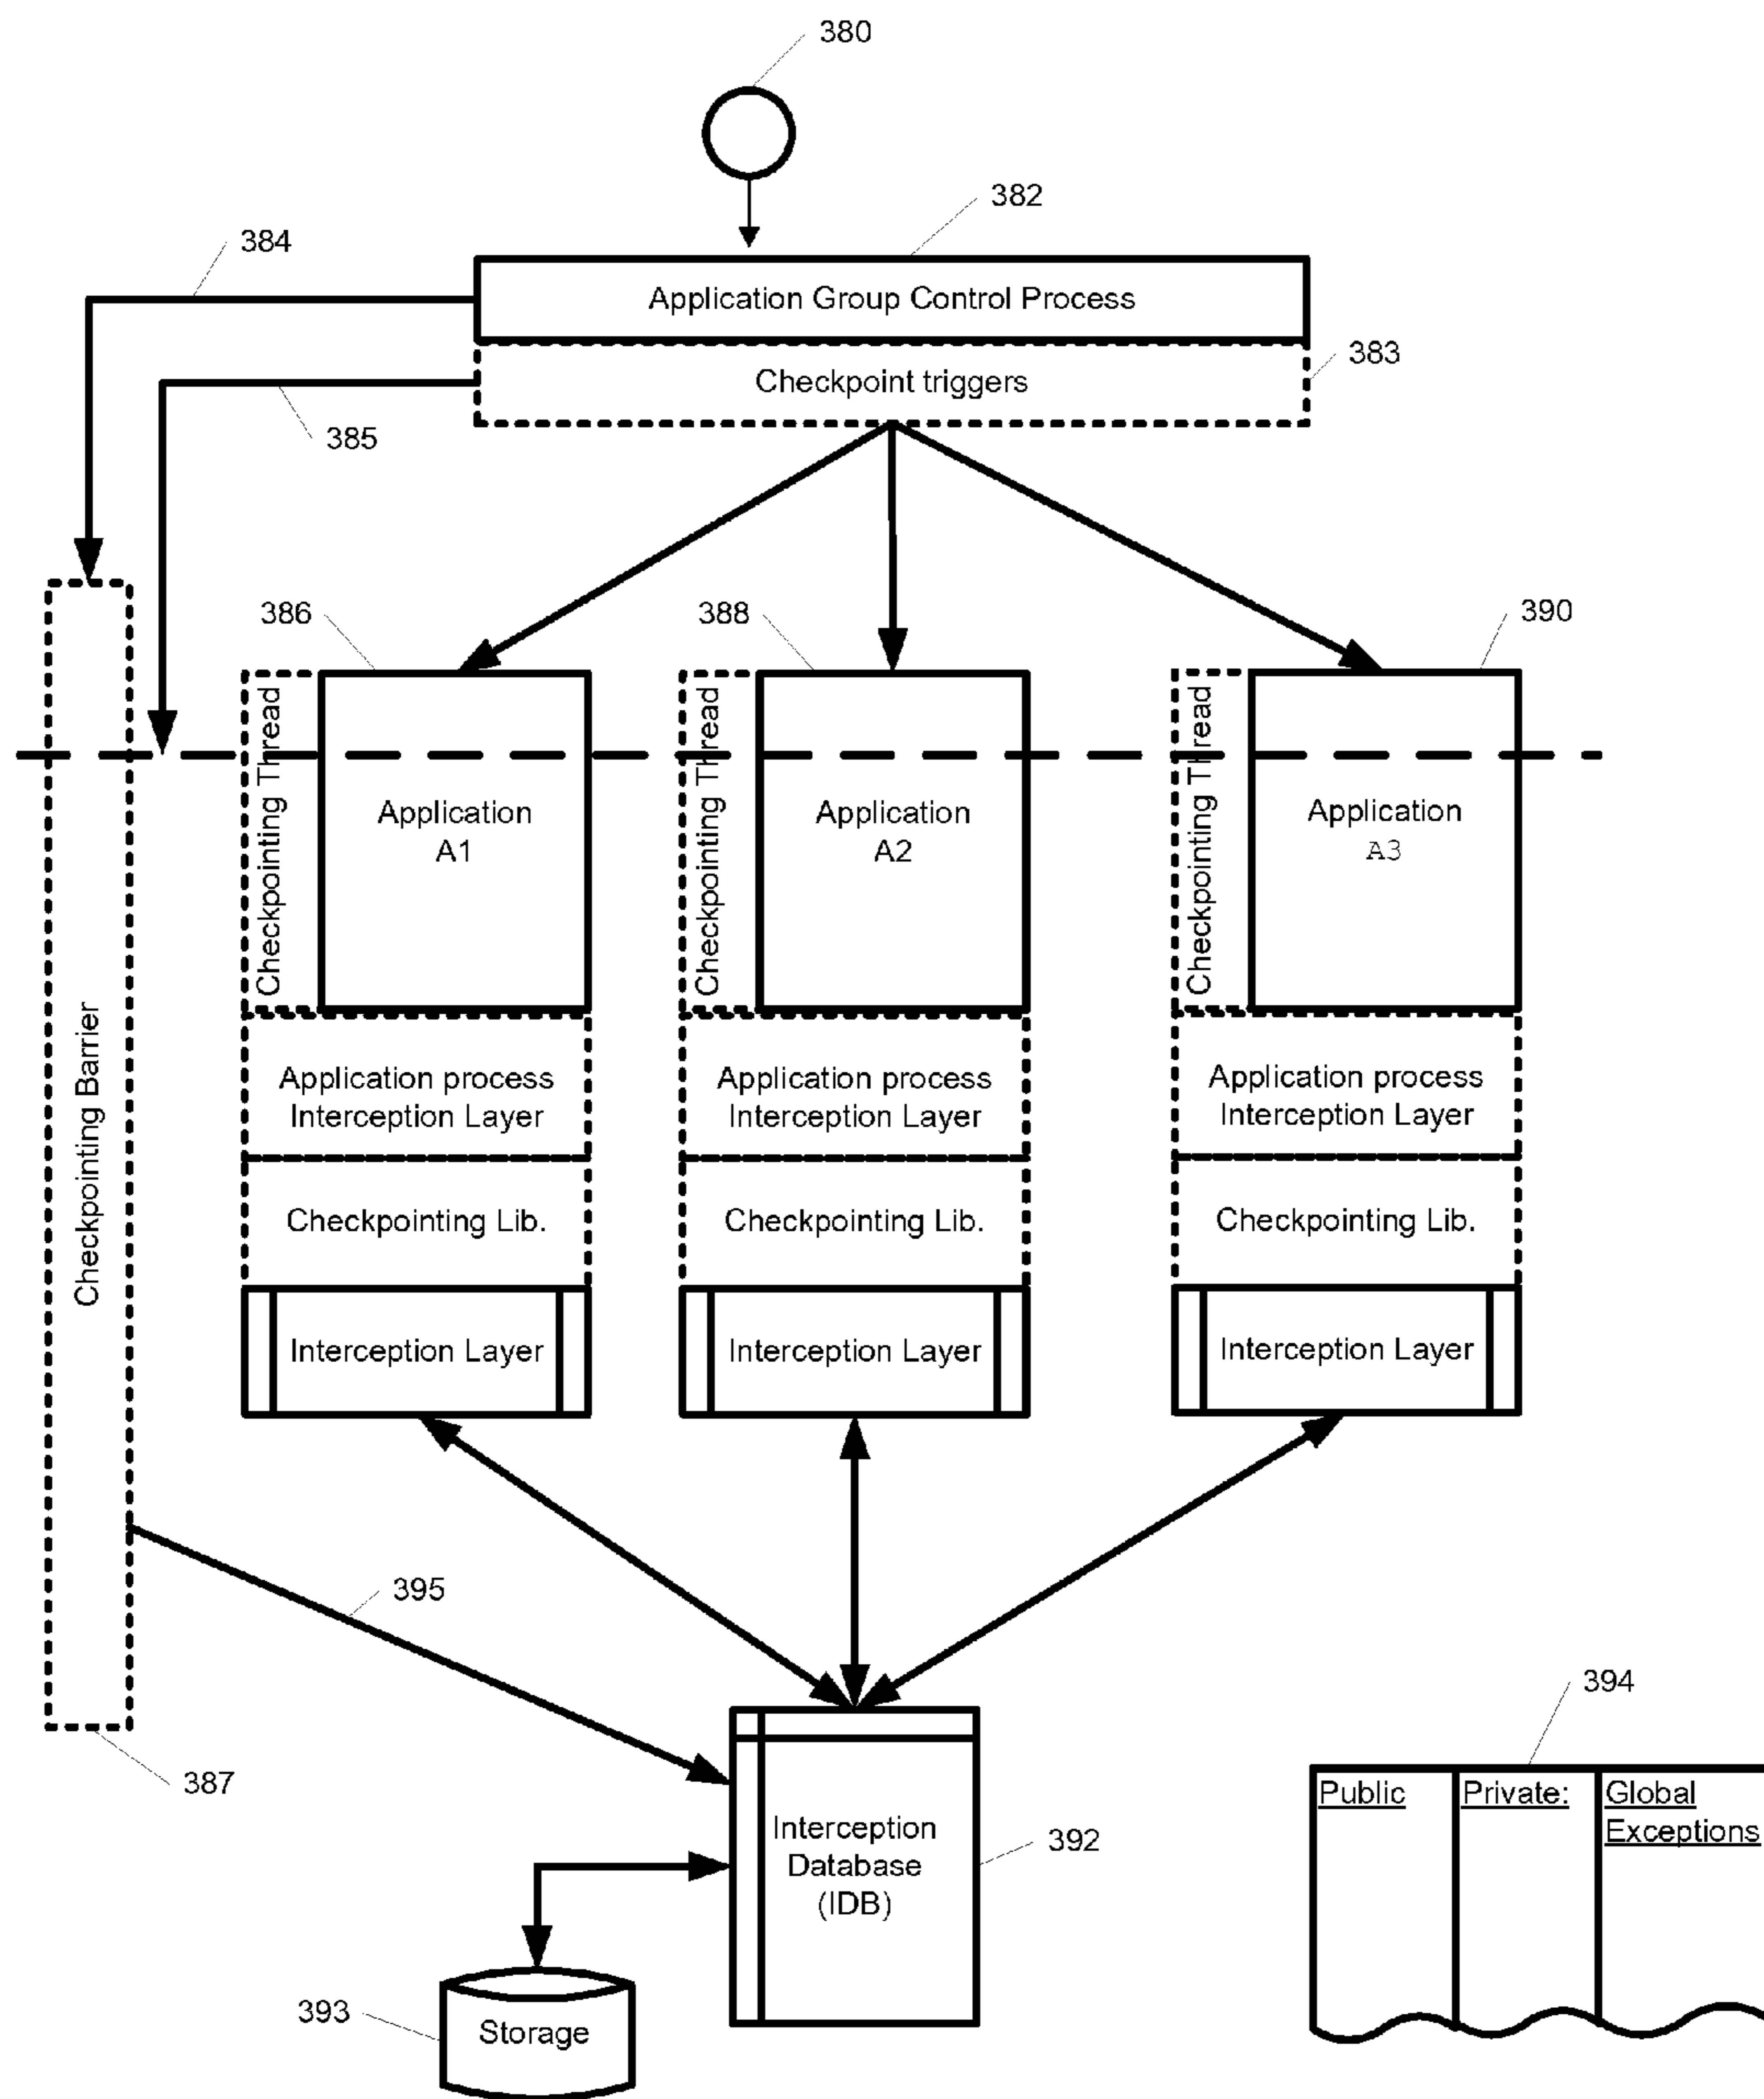 380
382
384
Application Group Control Process
383
Checkpoint triggers
385
386
388
390
Checkpointing Thread
Application
A1
Checkpointing Thread
Application
A2
Checkpointing Thread
Application
A3
Checkpointing Barrier
Application process
Interception Layer
Application process
Interception Layer
Application process
Interception Layer
Checkpointing Lib.
Checkpointing Lib.
Checkpointing Lib.
Interception Layer
Interception Layer
Interception Layer
395
394
387
Public
Private:
Global
Exceptions
Interception
Database
(IDB)
392
393
Storage